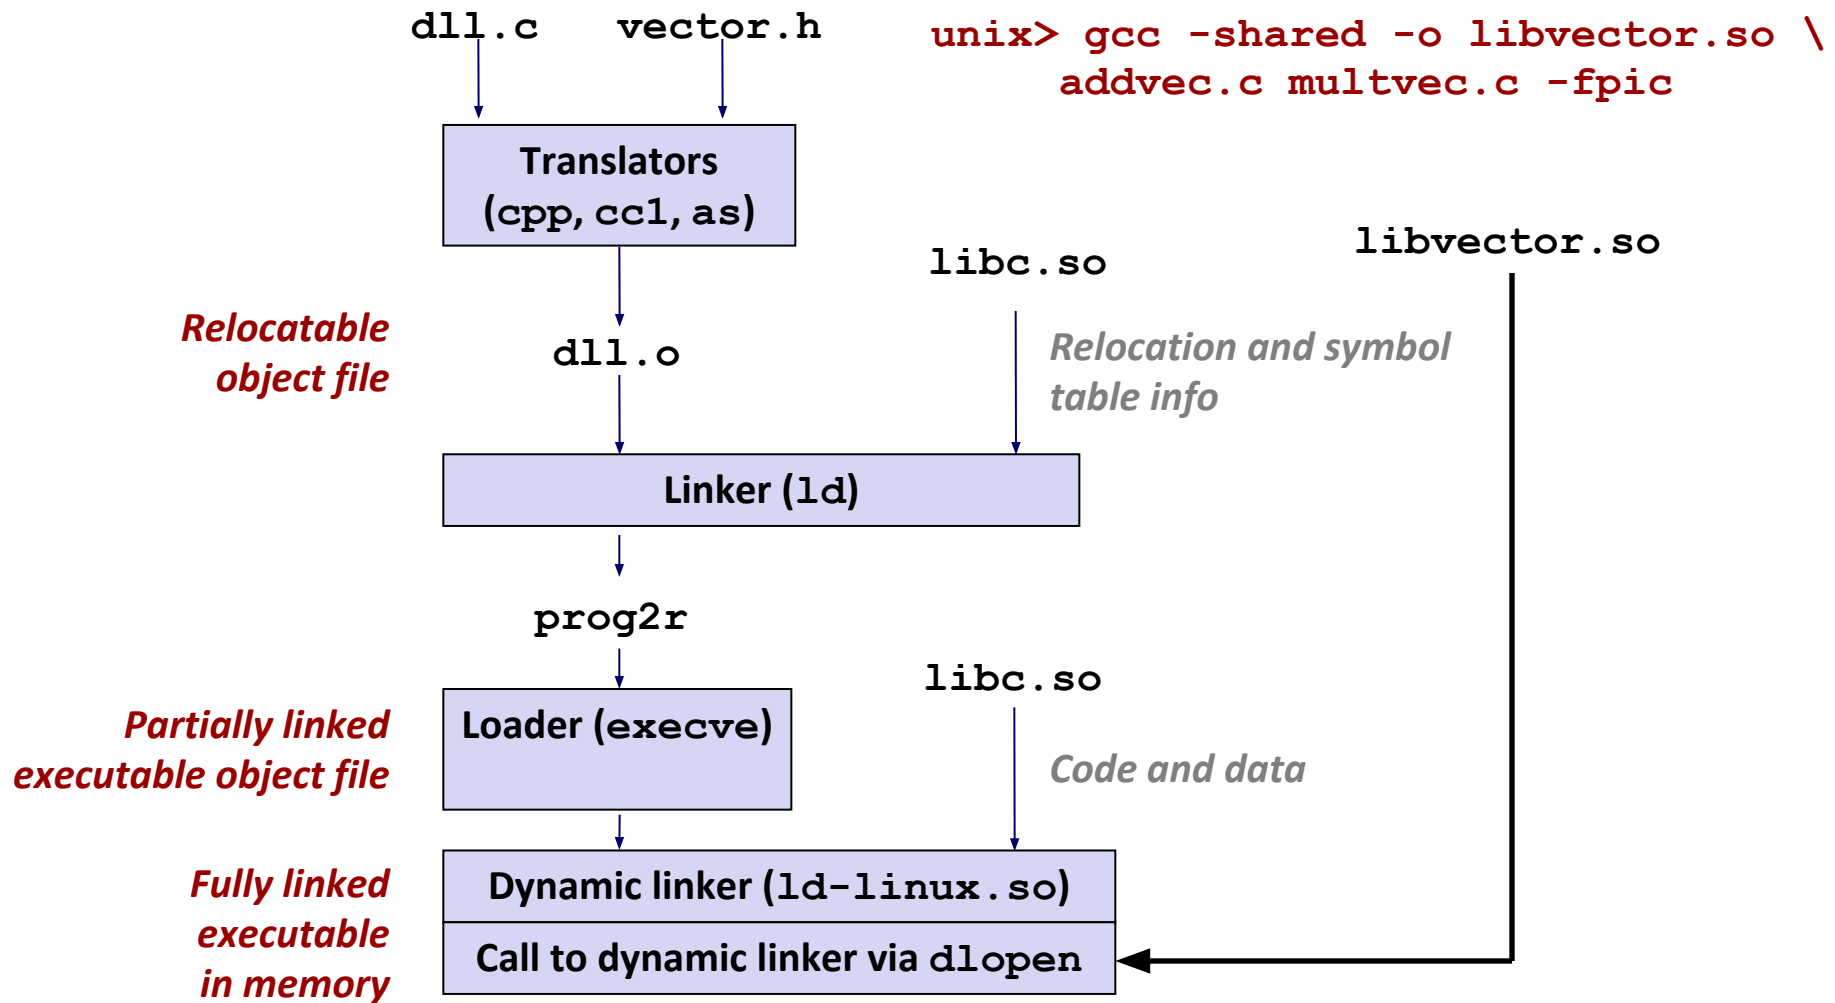 dll.c vector.h
unix> gcc -shared -o libvector.so \
addvec.c multvec.c -fpic
Translators
(cpp, cc1, as)
libvector.so
libc.so
Relocatable
object file
dll.o
Relocation and symbol
table info
Linker (ld)
prog2r
libc.so
Partially linked
executable object file
Loader (execve)
Code and data
Fully linked
executable
in memory
Dynamic linker (ld-linux.so)
Call to dynamic linker via dlopen